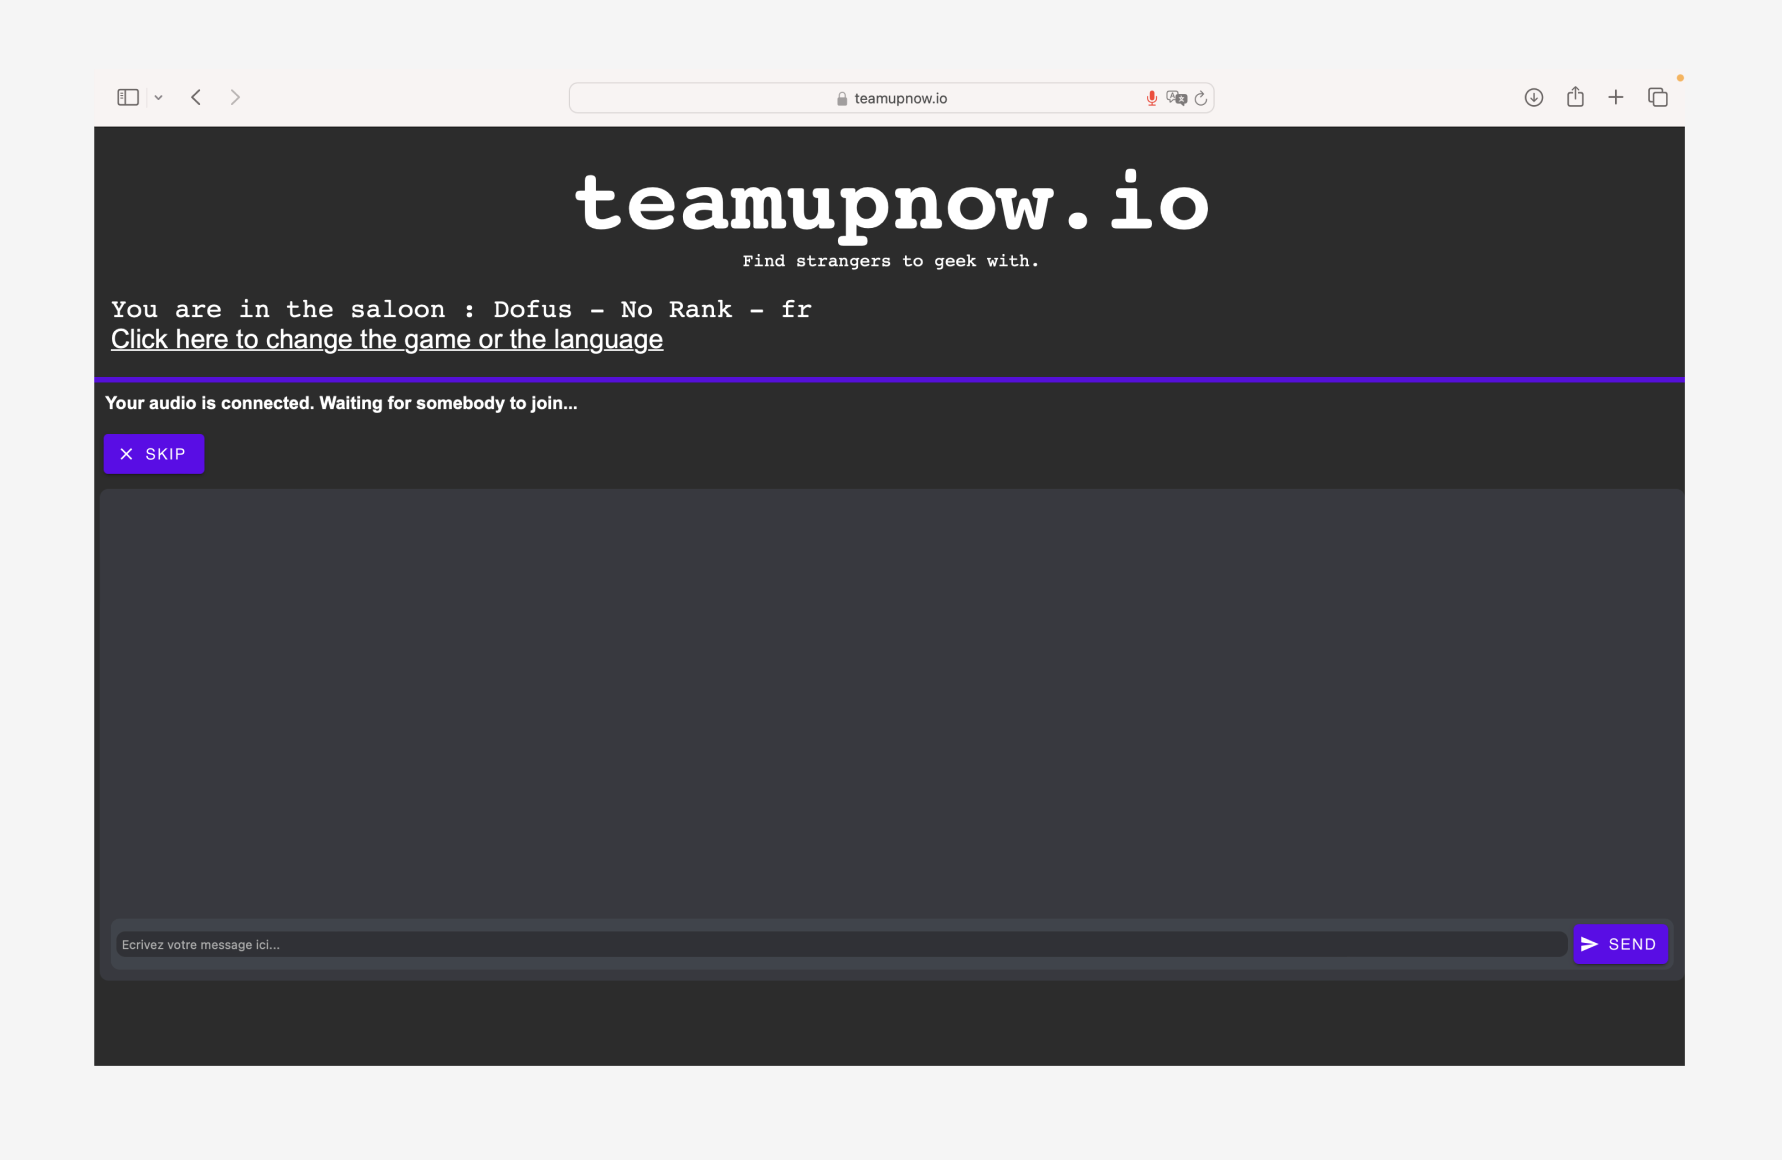 teamupnow.io
teamupnow.io
Find strangers to geek with.
You are in the saloon : Dofus – No Rank – fr
Click here to change the game or the language
Your audio is connected. Waiting for somebody to join...
SKIP
Ecrivez votre message ici...
SEND